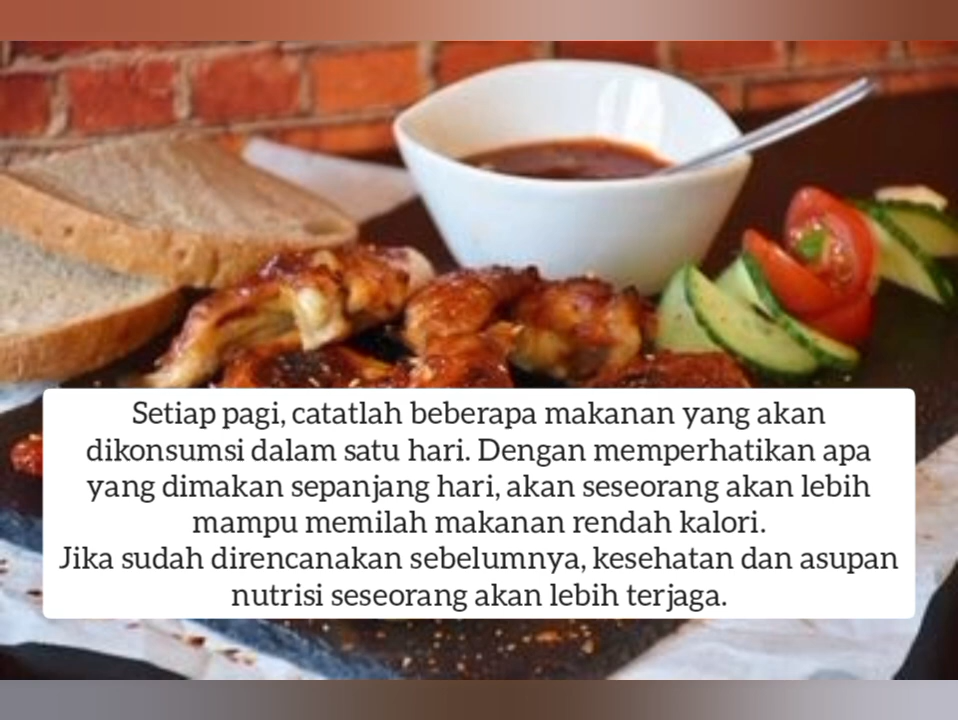 Setiap pagi, catatlah beberapa makanan yang akan
dikonsumsi dalam satu hari. Dengan memperhatikan apa
yang dimakan sepanjang hari, akan seseorang akan lebih
mampu memilah makanan rendah kalori.
Jika sudah direncanakan sebelumnya, kesehatan dan asupan
nutrisi seseorang akan lebih terjaga.